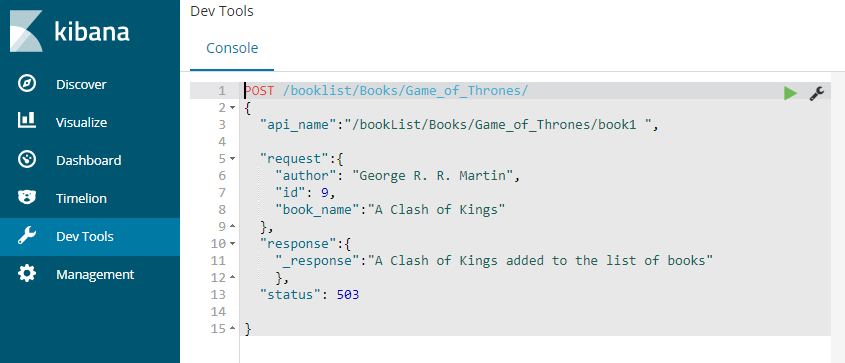 kibana
Discover
Visualize
Dashboard
Timelion
Dev Tools
Management
Dev Tools
Console
1 POST /booklist/Books/Game_of_Thrones/
2 {
3 "api_name":"/bookList/Books/Game_of_Thrones/book1 ",
4
5 "request":{
6 "author": "George R. R. Martin",
7 "id": 9,
8 "book_name":"A Clash of Kings"
9 },
10 "response":{
11 "_response":"A Clash of Kings added to the list of books"
12 },
13 "status": 503
14
15 }